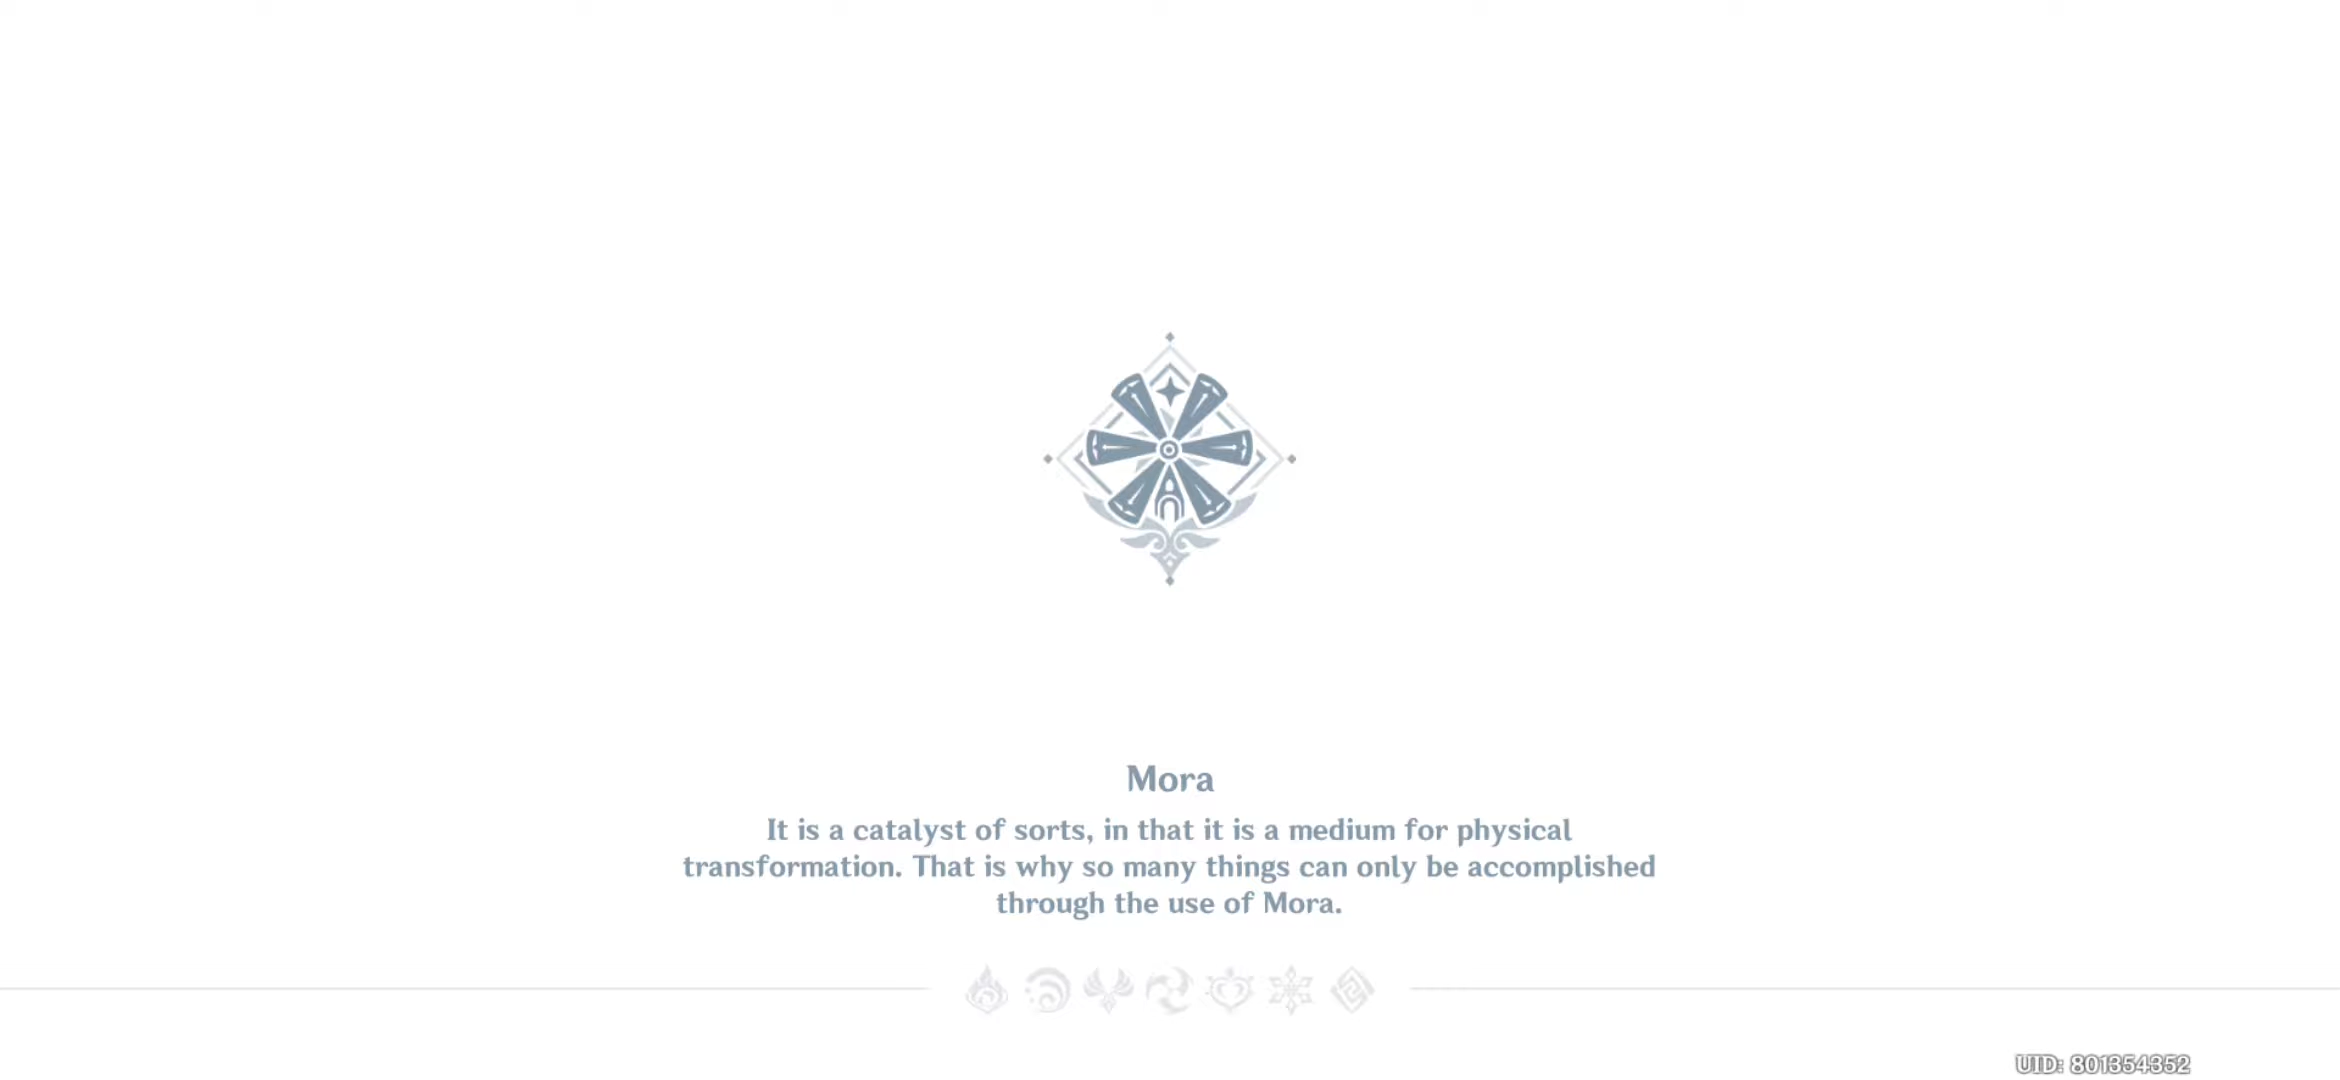 Mora
It is a catalyst of sorts, in that it is a medium for physical
transformation. That is why so many things can only be accomplished
through the use of Mora.
UID: 801354352